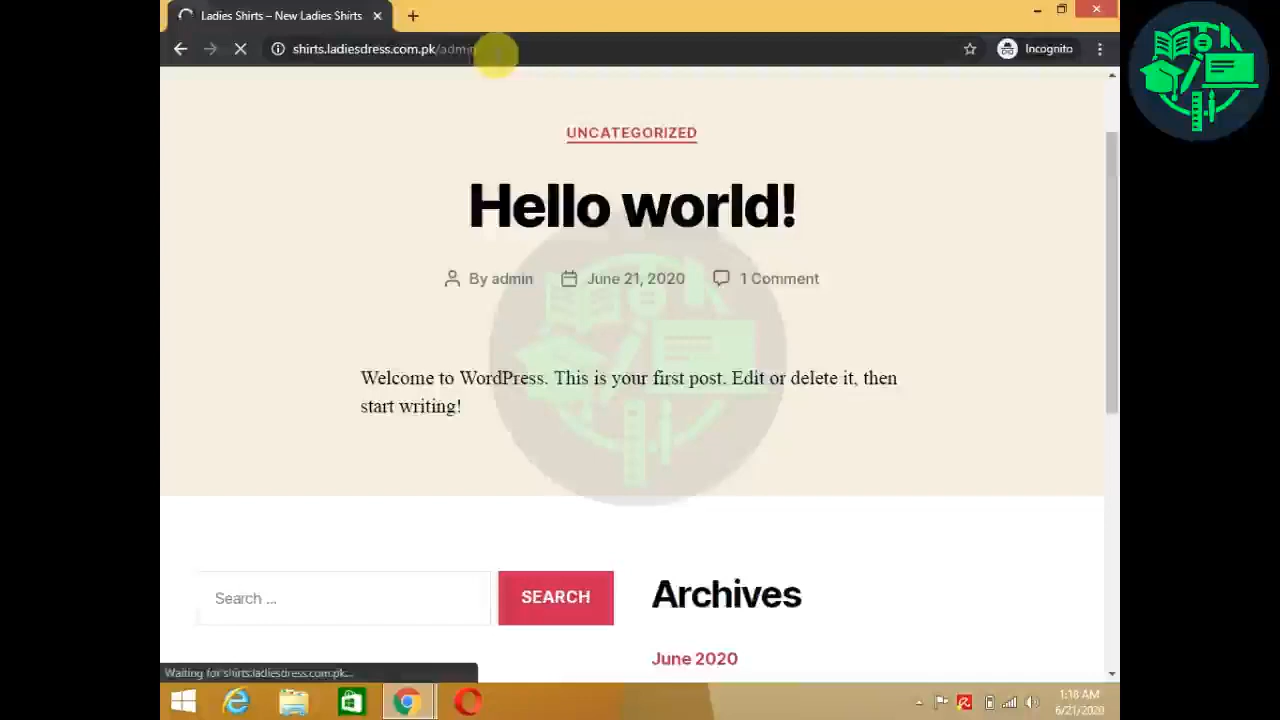 Ladies Shirts – New Ladies Shirts
shirts.ladiesdress.com.pk/admin
Incognito
UNCATEGORIZED
Hello world!
By admin
June 21, 2020
1 Comment
Welcome to WordPress. This is your first post. Edit or delete it, then
start writing!
Search ...
SEARCH
Archives
June 2020
Waiting for shirts.ladiesdress.com.pk...
1:18 AM
6/21/2020